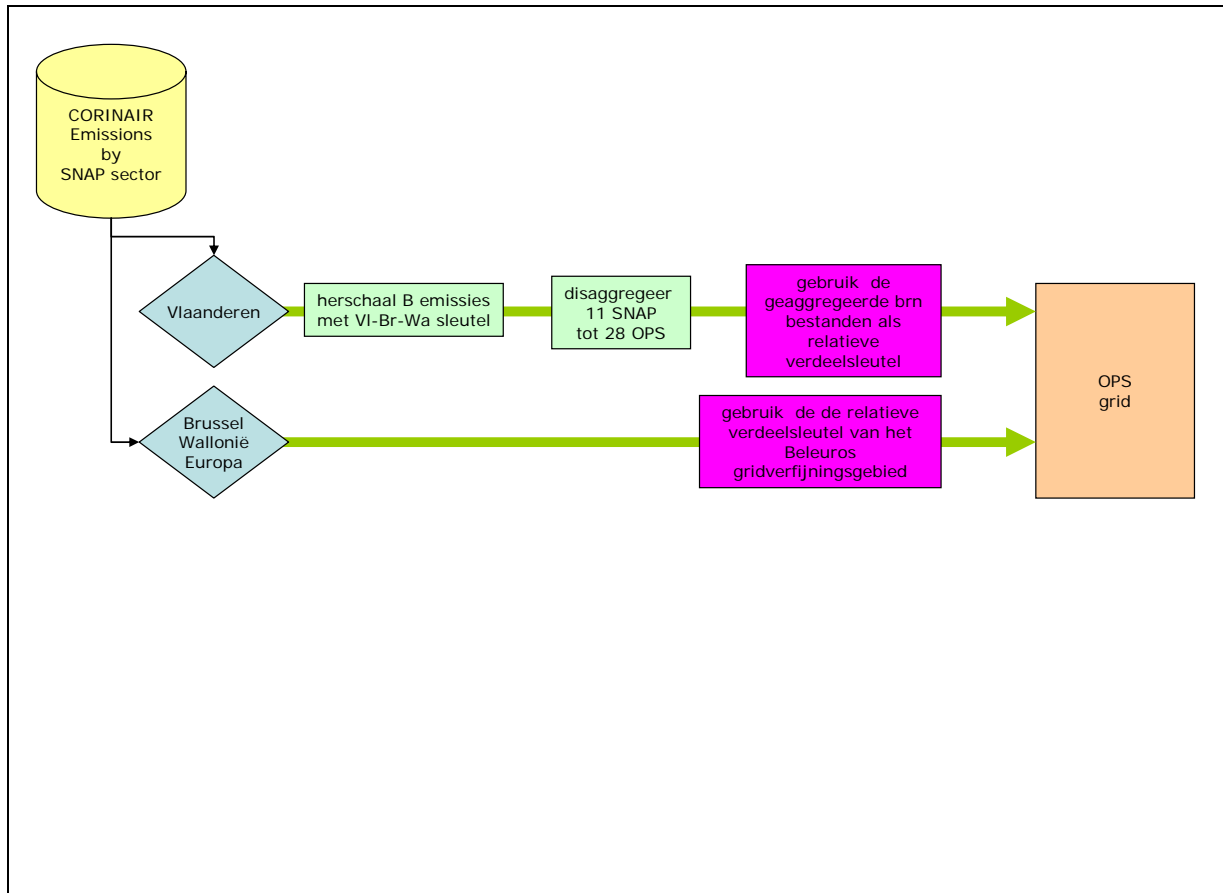 CORINAIR
Emissions
by
SNAP sector
Vlaanderen
herschaal B emissies
met Vl-Br-Wa sleutel
disaggregeer
11 SNAP
tot 28 OPS
gebruik de
geaggregeerde brn
bestanden als
relatieve
verdeelsleutel
OPS
grid
Brussel
Wallonië
Europa
gebruik de de relatieve
verdeelsleutel van het
Beleuros
gridverfijningsgebied